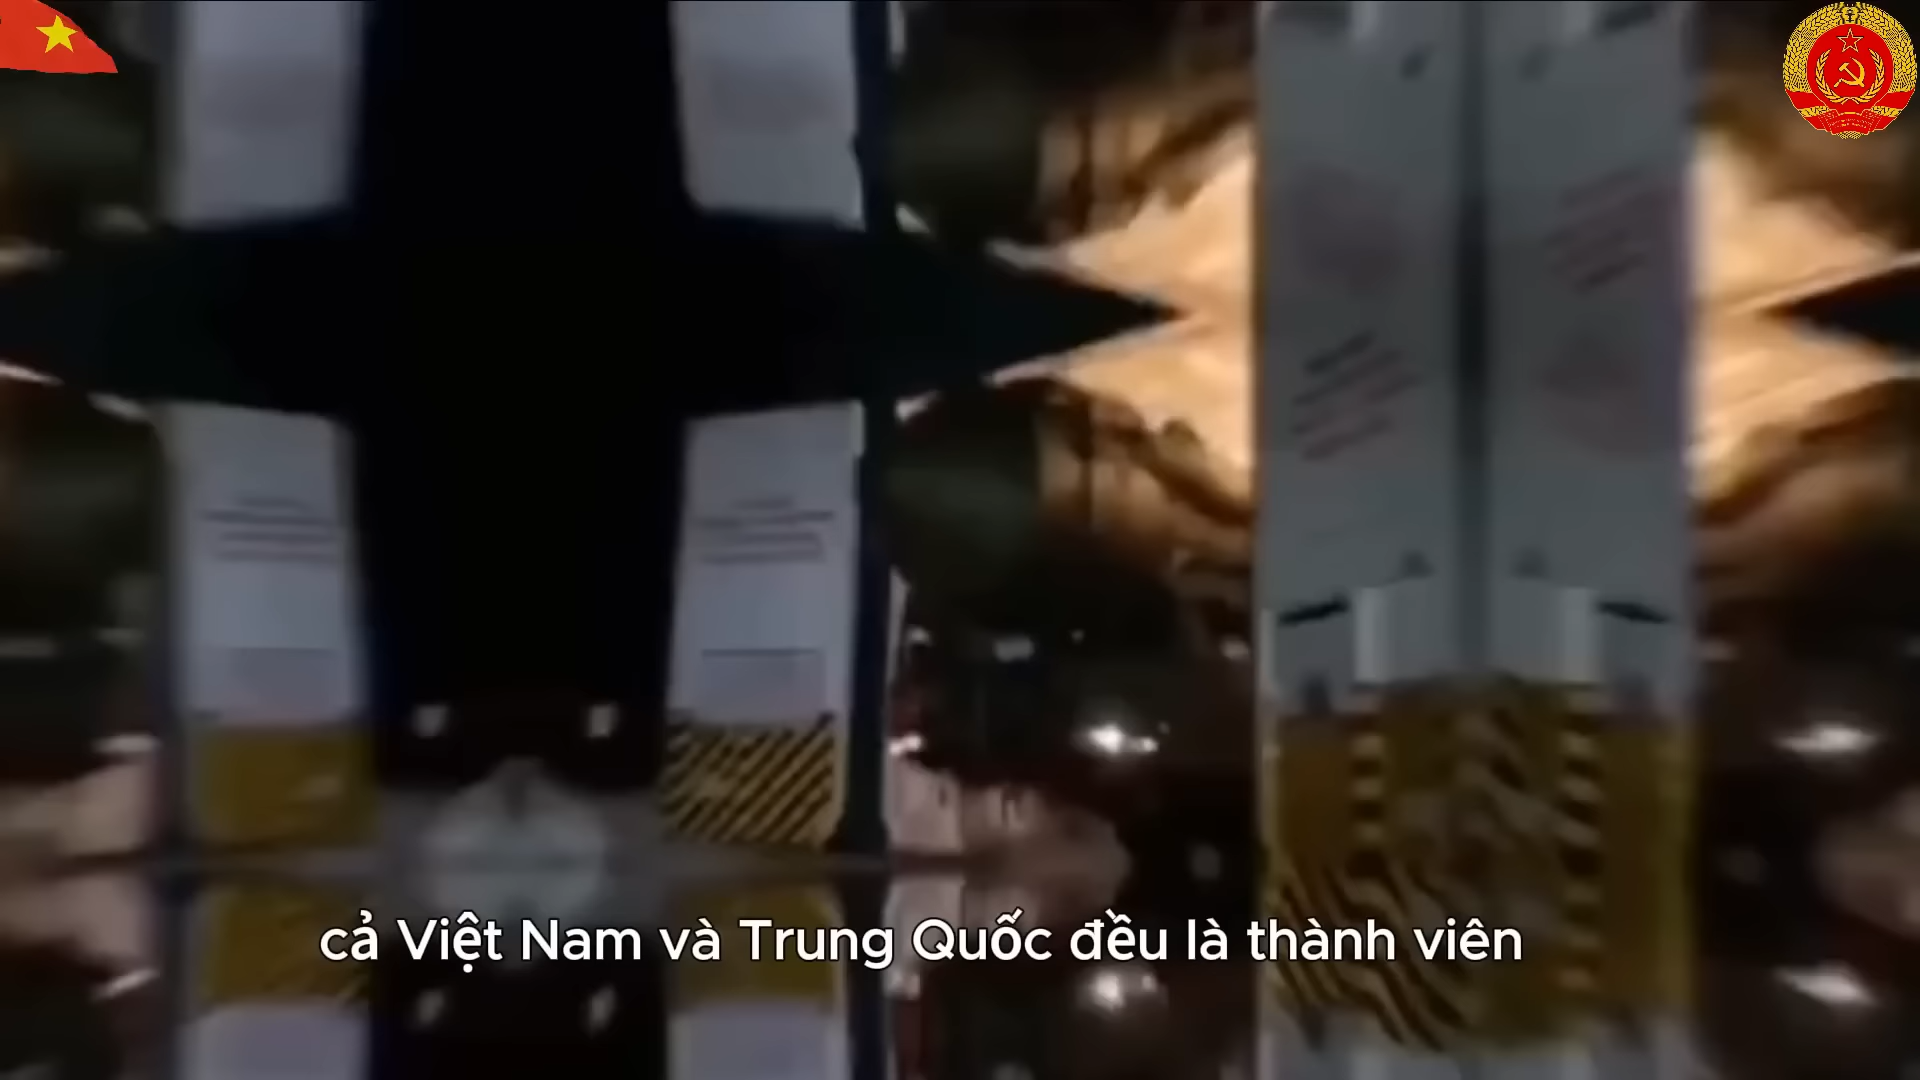 cả Việt Nam và Trung Quốc đều là thành viên